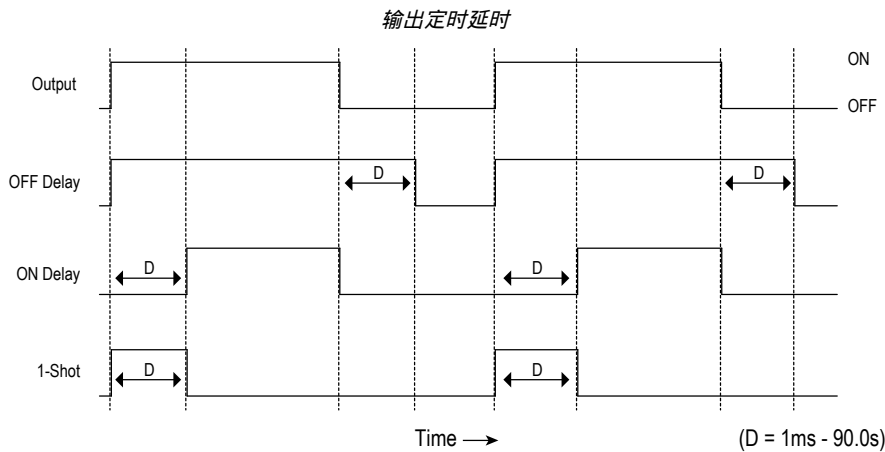 输出定时延时
Output
ON
OFF
OFF Delay
D
D
ON Delay
D
D
1-Shot
D
D
Time
(D = 1ms - 90.0s)